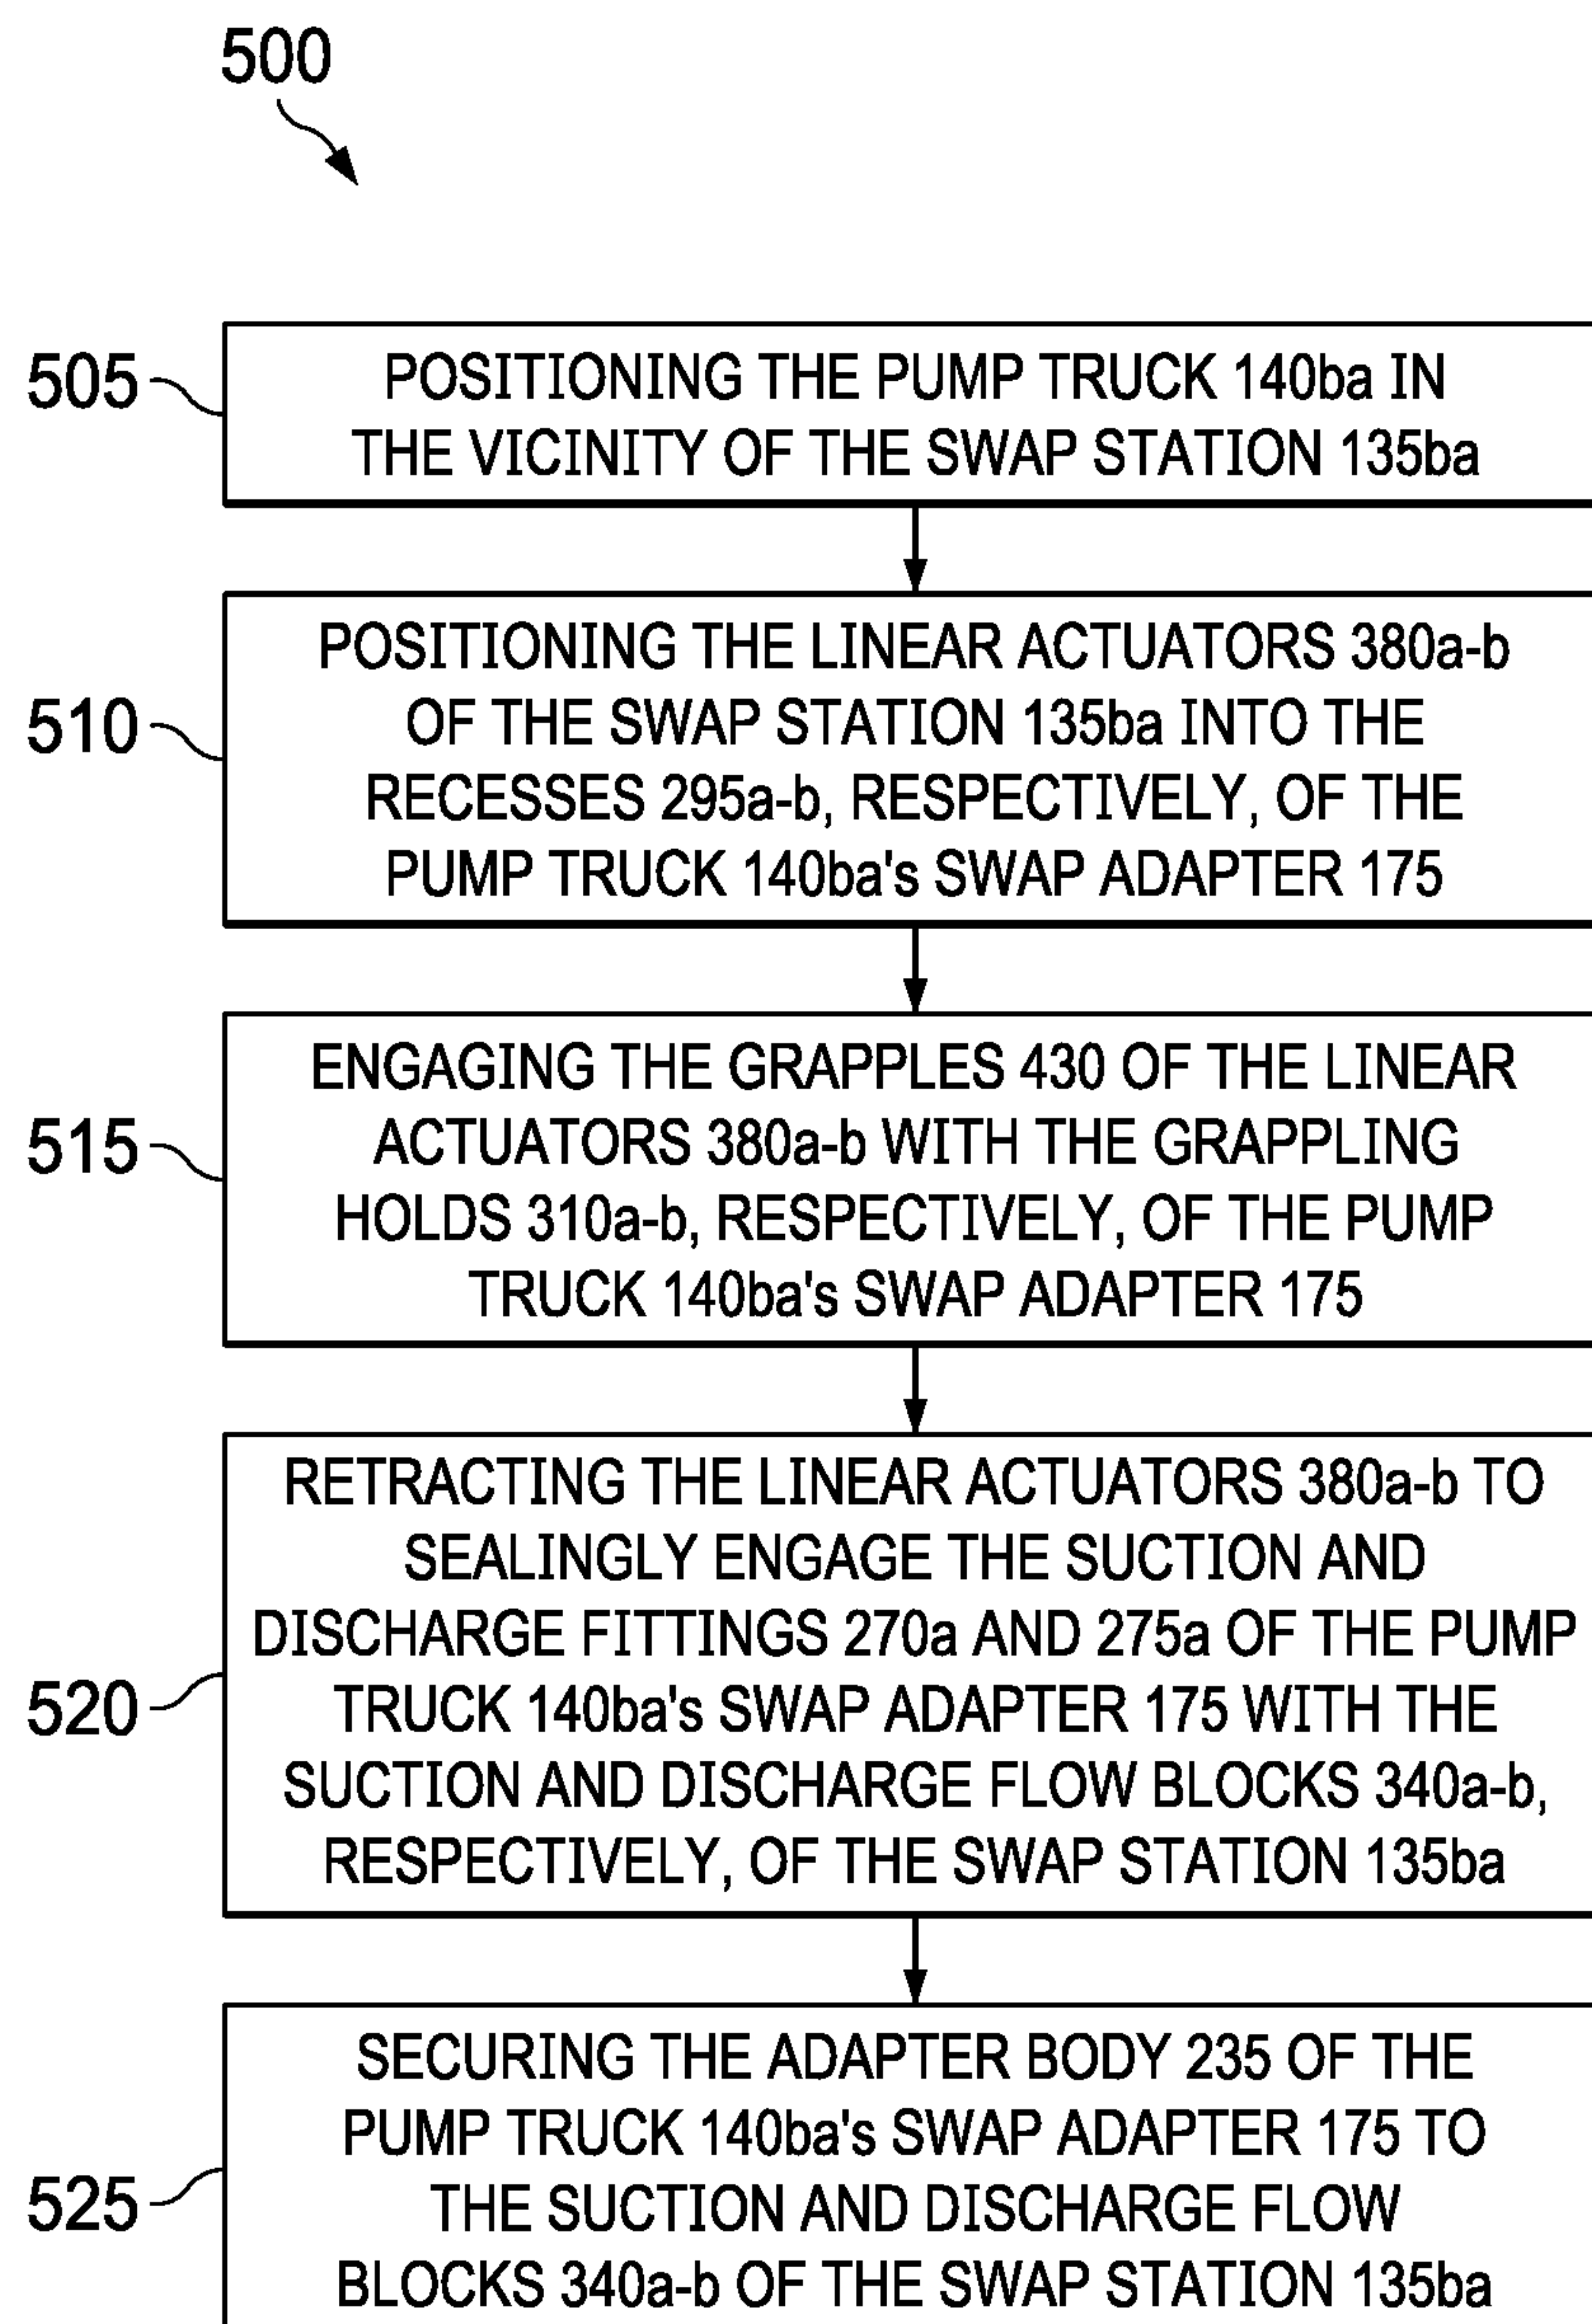 500
505
POSITIONING THE PUMP TRUCK 140ba IN
THE VICINITY OF THE SWAP STATION 135ba
510
POSITIONING THE LINEAR ACTUATORS 380a-b
OF THE SWAP STATION 135ba INTO THE
RECESSES 295a-b, RESPECTIVELY, OF THE
PUMP TRUCK 140ba's SWAP ADAPTER 175
515
ENGAGING THE GRAPPLES 430 OF THE LINEAR
ACTUATORS 380a-b WITH THE GRAPPLING
HOLDS 310a-b, RESPECTIVELY, OF THE PUMP
TRUCK 140ba's SWAP ADAPTER 175
520
RETRACTING THE LINEAR ACTUATORS 380a-b TO
SEALINGLY ENGAGE THE SUCTION AND
DISCHARGE FITTINGS 270a AND 275a OF THE PUMP
TRUCK 140ba's SWAP ADAPTER 175 WITH THE
SUCTION AND DISCHARGE FLOW BLOCKS 340a-b,
RESPECTIVELY, OF THE SWAP STATION 135ba
525
SECURING THE ADAPTER BODY 235 OF THE
PUMP TRUCK 140ba's SWAP ADAPTER 175 TO
THE SUCTION AND DISCHARGE FLOW
BLOCKS 340a-b OF THE SWAP STATION 135ba